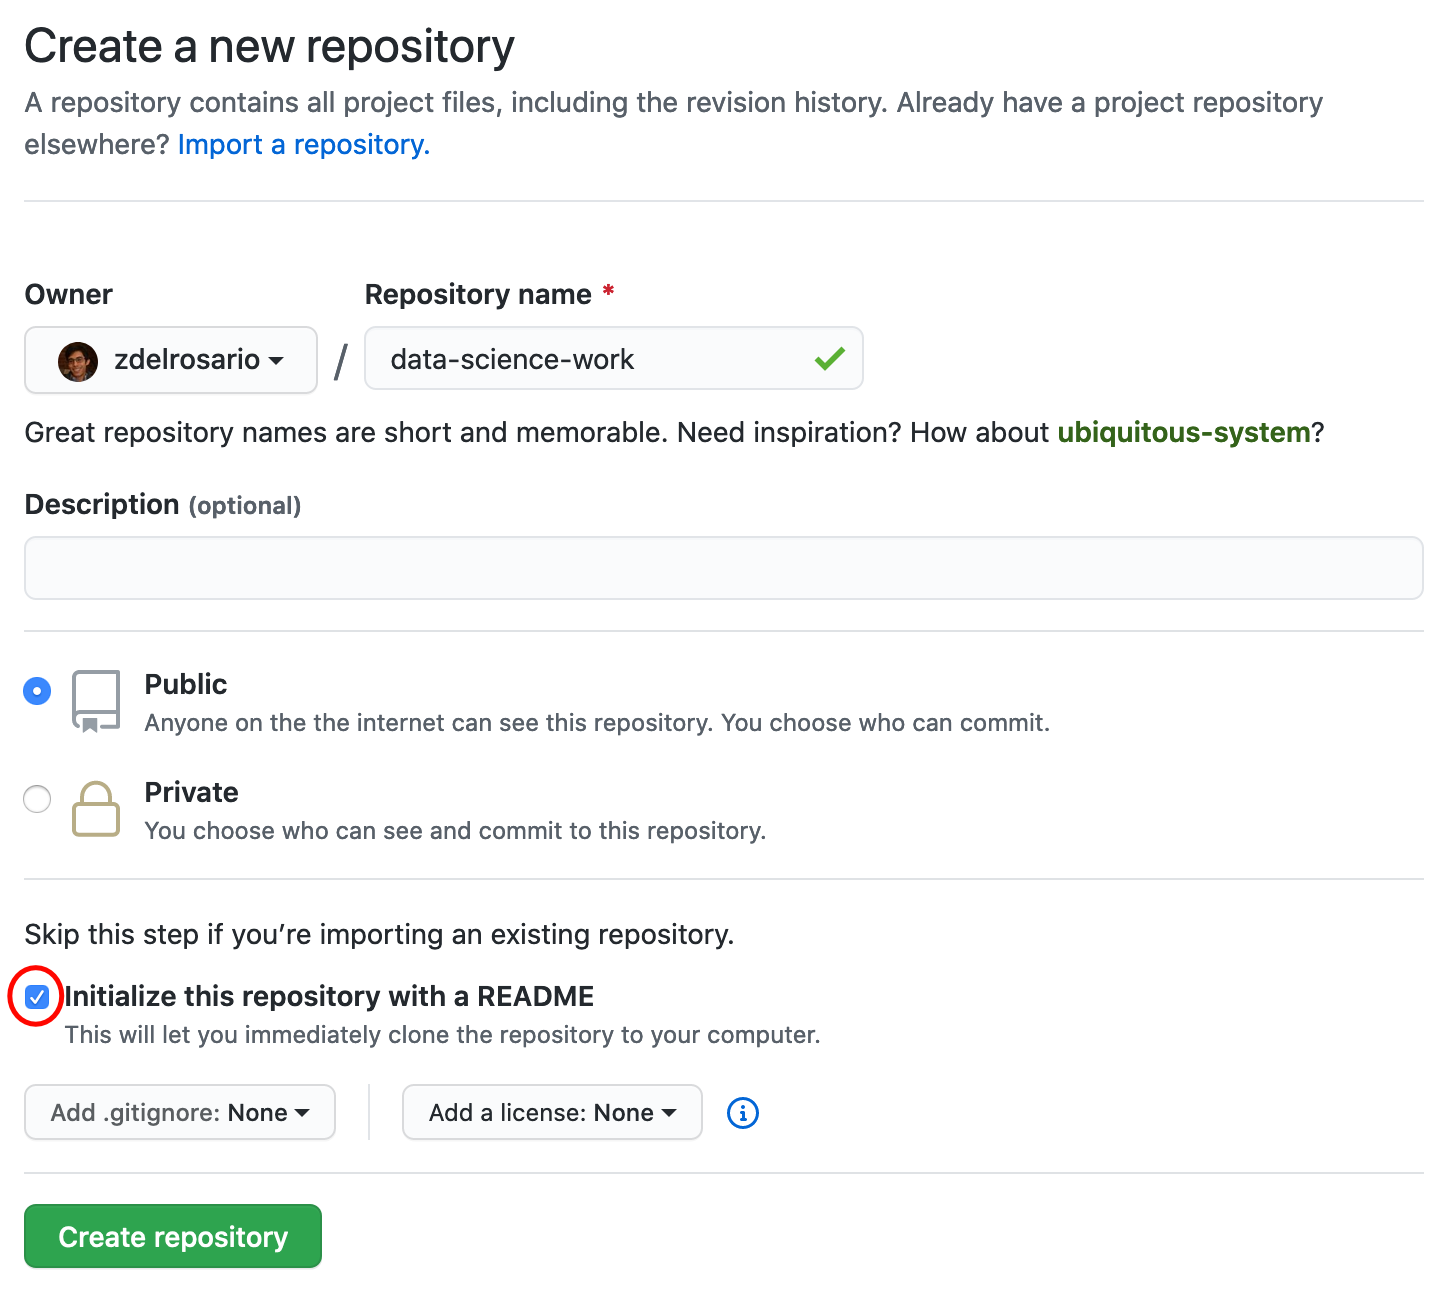 Create a new repository
A repository contains all project files, including the revision history. Already have a project repository
elsewhere? Import a repository.
Owner
Repository name *
zdelrosario
/
data-science-work
Great repository names are short and memorable. Need inspiration? How about ubiquitous-system?
Description (optional)
Public
Anyone on the the internet can see this repository. You choose who can commit.
Private
You choose who can see and commit to this repository.
Skip this step if you’re importing an existing repository.
Initialize this repository with a README
This will let you immediately clone the repository to your computer.
Add .gitignore: None
Add a license: None
Create repository